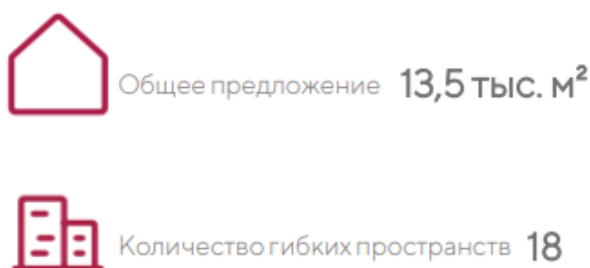 Общее предложение 13,5 тыс. м²
Количество гибких пространств 18